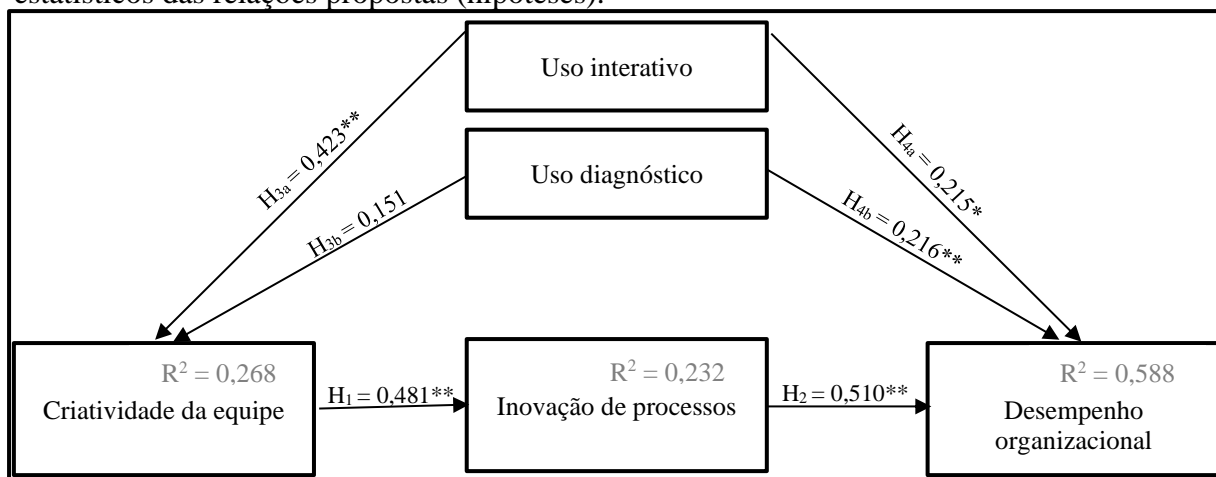 estatísticos das relações propostas (hipóteses).
Uso interativo
Uso diagnóstico
H3a = 0,423**
H3b = 0,151
H4a = 0,215*
H4b = 0,216**
R² = 0,268
Criatividade da equipe
H1 = 0,481**
R² = 0,232
Inovação de processos
H2 = 0,510**
R² = 0,588
Desempenho
organizacional